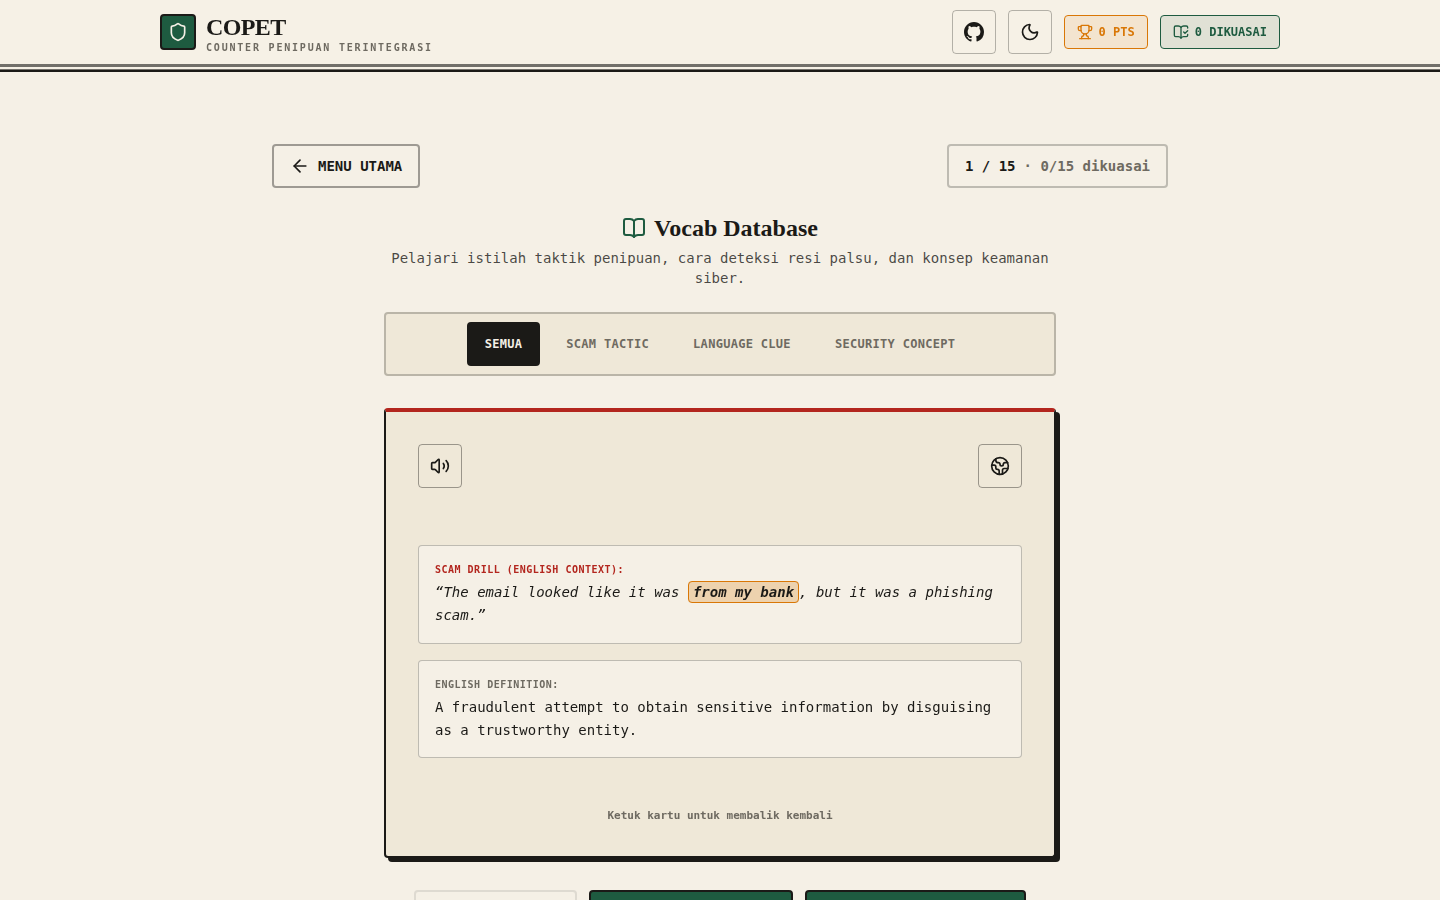 COPET
COUNTER PENIPUAN TERINTEGRASI
0 PTS
0 DIKUASAI
MENU UTAMA
1 / 15 · 0/15 dikuasai
Vocab Database
Pelajari istilah taktik penipuan, cara deteksi resi palsu, dan konsep keamanan
siber.
SEMUA
SCAM TACTIC
LANGUAGE CLUE
SECURITY CONCEPT
SCAM DRILL (ENGLISH CONTEXT):
“The email looked like it was from my bank, but it was a phishing
scam.”
ENGLISH DEFINITION:
A fraudulent attempt to obtain sensitive information by disguising
as a trustworthy entity.
Ketuk kartu untuk membalik kembali